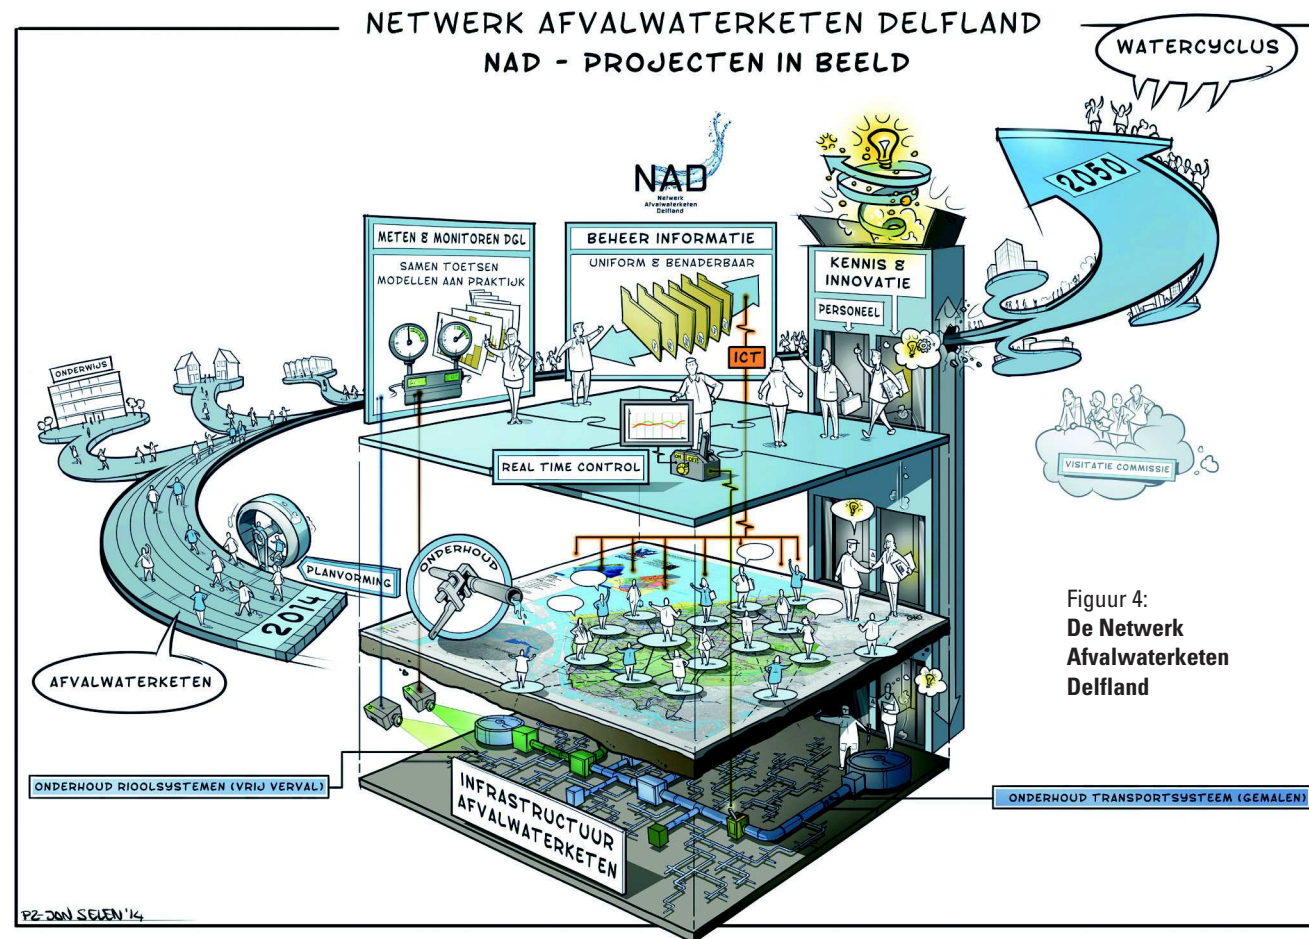 NETWERK AFVALWATERKETEN DELFLAND
NAD - PROJECTEN IN BEELD
WATERCYCLUS
2050
NAD
Netwerk
Afvalwaterketen
Delfland
METEN & MONITOREN DGL
SAMEN TOETSEN
MODELLEN AAN PRAKTIJK
BEHEER INFORMATIE
UNIFORM & BENADERBAAR
ICT
KENNIS &
INNOVATIE
PERSONEEL
ONDERWIJS
REAL TIME CONTROL
VISITATIE COMMISSIE
ONDERHOUD
PLANVORMING
2014
AFVALWATERKETEN
Figuur 4:
De Netwerk
Afvalwaterketen
Delfland
ONDERHOUD RIOOLSYSTEMEN (VRIJ VERVAL)
INFRASTRUCTUUR
AFVALWATERKETEN
ONDERHOUD TRANSPORTSYSTEEM (GEMALEN)
PZ-JAN SELEN '14